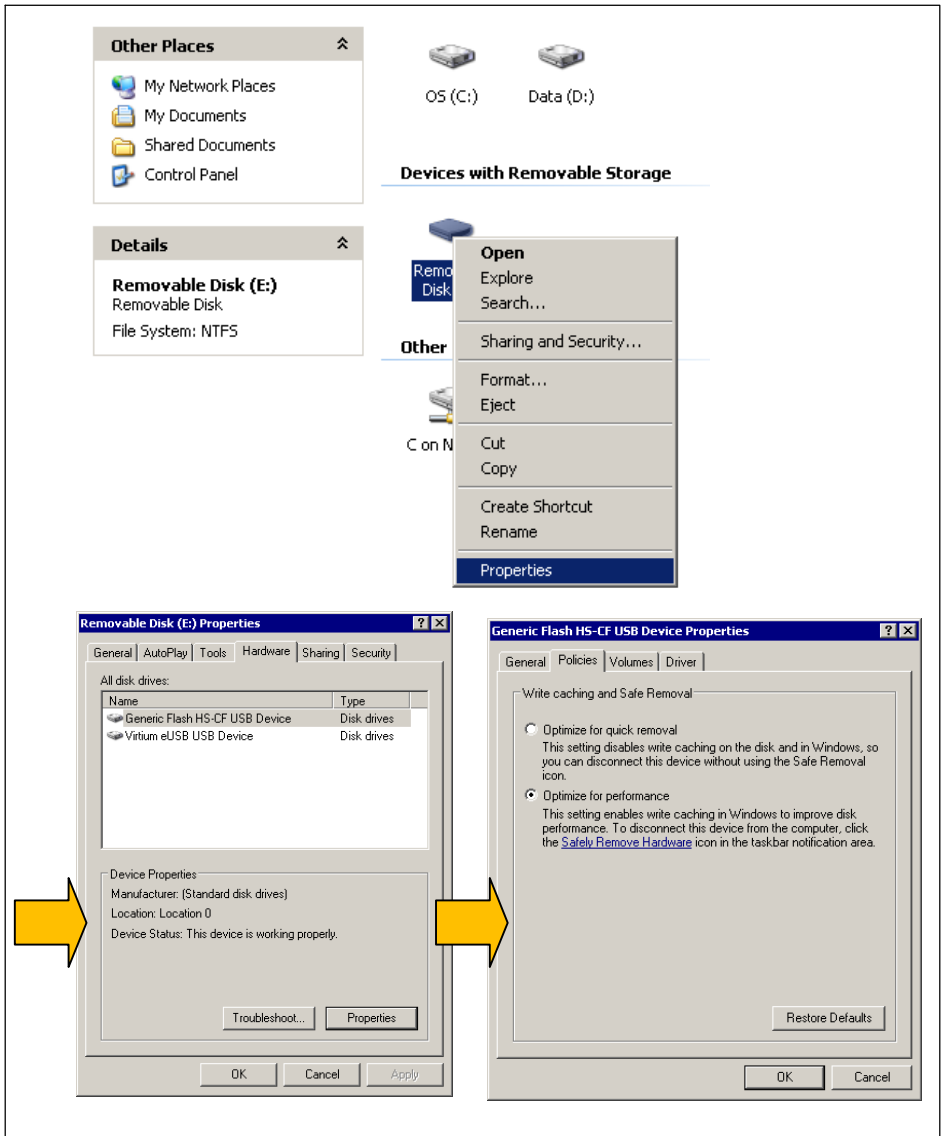 Other Places
My Network Places
My Documents
Shared Documents
Control Panel
Details
Removable Disk (E:)
Removable Disk
File System: NTFS
OS (C:)
Data (D:)
Devices with Removable Storage
Remo
Disk
Other
C on N
Open
Explore
Search...
Sharing and Security...
Format...
Eject
Cut
Copy
Create Shortcut
Rename
Properties
Removable Disk (E:) Properties
General
AutoPlay
Tools
Hardware
Sharing
Security
All disk drives:
Name Type
Generic Flash HS-CF USB Device Disk drives
Virtium eUSB USB Device Disk drives
Device Properties
Manufacturer: (Standard disk drives)
Location: Location 0
Device Status: This device is working properly.
Troubleshoot...
Properties
OK
Cancel
Apply
Generic Flash HS-CF USB Device Properties
General
Policies
Volumes
Driver
Write caching and Safe Removal
Optimize for quick removal
This setting disables write caching on the disk and in Windows, so
you can disconnect this device without using the Safe Removal
icon.
Optimize for performance
This setting enables write caching in Windows to improve disk
performance. To disconnect this device from the computer, click
the Safely Remove Hardware icon in the taskbar notification area.
Restore Defaults
OK
Cancel